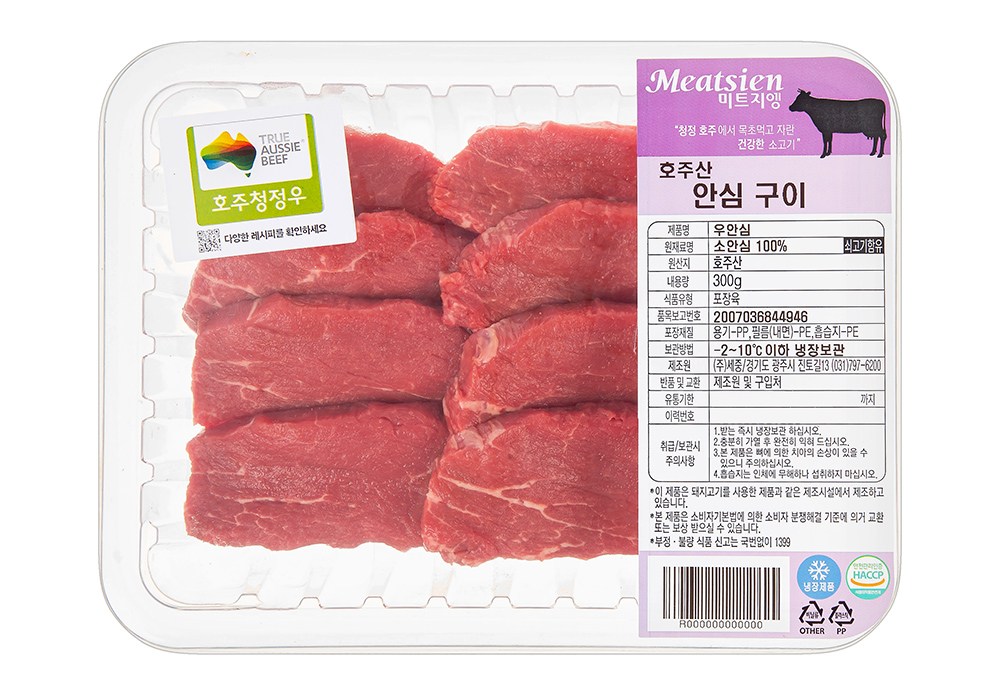 TRUE
AUSSIE
BEEF
호주청정우
다양한 레시피를 확인하세요
Meatsien
미트지엥
"청정 호주에서 목초먹고 자란
건강한 소고기"
호주산
안심 구이
제품명 우안심
원재료명 소안심 100% 쇠고기함유
원산지 호주산
내용량 300g
식품유형 포장육
품목보고번호 2007036844946
포장재질 용기-PP,필름(내면)-PE,흡습지-PE
보관방법 -2~10℃이하 냉장보관
제조원 (주)세중/경기도 광주시 진토길13 (031)797-6200
반품 및 교환 제조원 및 구입처
유통기한 까지
이력번호
취급/보관시
주의사항
1.받는 즉시 냉장보관 하십시오.
2.충분히 가열 후 완전히 익혀 드십시오.
3.본 제품은 뼈에 의한 치아의 손상이 있을 수
있으니 주의하십시오.
4.흡습지는 인체에 무해하나 섭취하지 마십시오.
*이 제품은 돼지고기를 사용한 제품과 같은 제조시설에서 제조하고
있습니다.
*본 제품은 소비자기본법에 의한 소비자 분쟁해결 기준에 의거 교환
또는 보상 받으실 수 있습니다.
*부정·불량 식품 신고는 국번없이 1399
R000000000000
냉장제품
안전관리인증
HACCP
비닐류
OTHER
플라스틱
PP